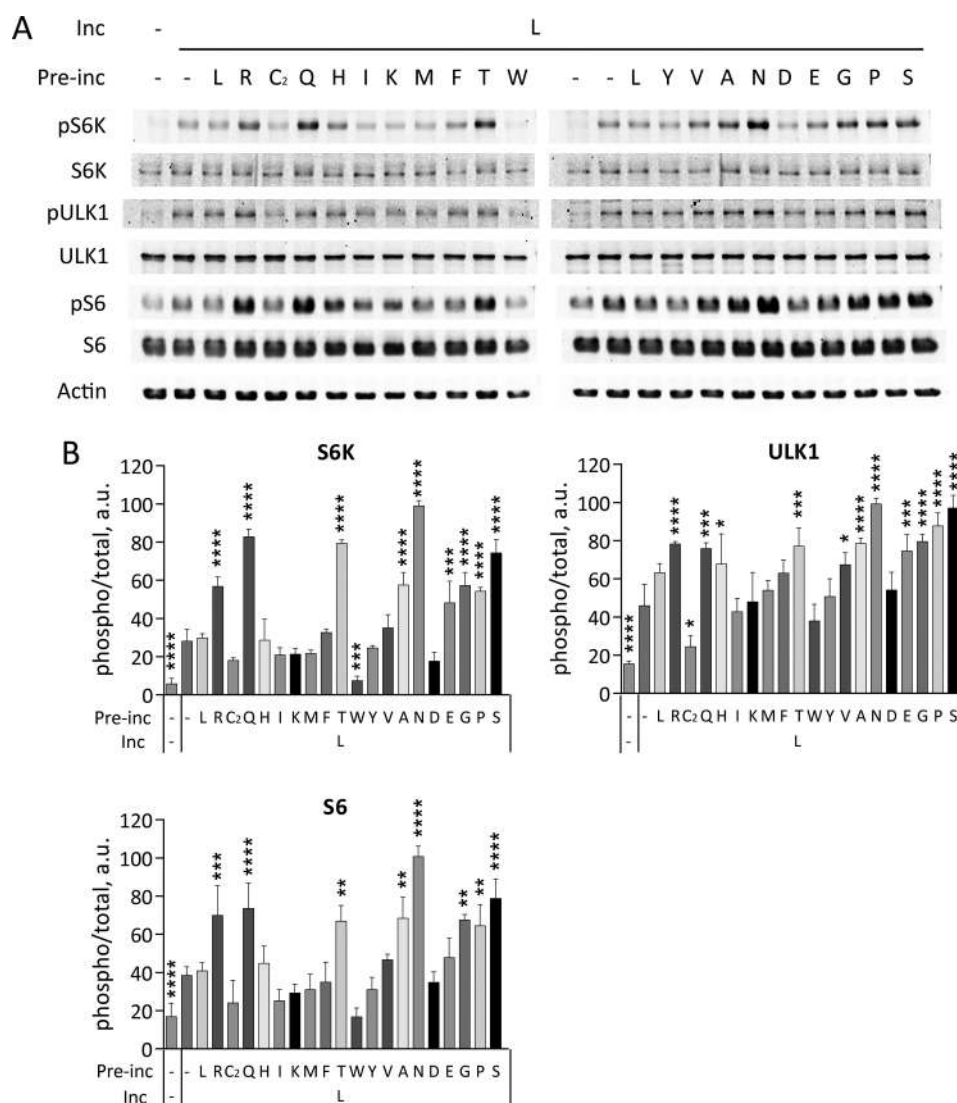 A
Inc - L
Pre-inc - - L R C₂ Q H I K M F T W - - L Y V A N D E G P S
pS6K
S6K
pULK1
ULK1
pS6
S6
Actin
B
S6K
phospho/total, a.u.
120
100
80
60
40
20
0
**** **** **** **** *** **** **** *** **** **** ****
Pre-inc - - L R C₂ Q H I K M F T W Y V A N D E G P S
Inc - L
ULK1
phospho/total, a.u.
120
100
80
60
40
20
0
**** **** * *** * *** * **** **** *** **** **** ****
- - L R C₂ Q H I K M F T W Y V A N D E G P S
- L
S6
phospho/total, a.u.
120
100
80
60
40
20
0
**** *** **** ** ** **** ** ** ****
Pre-inc - - L R C₂ Q H I K M F T W Y V A N D E G P S
Inc - L